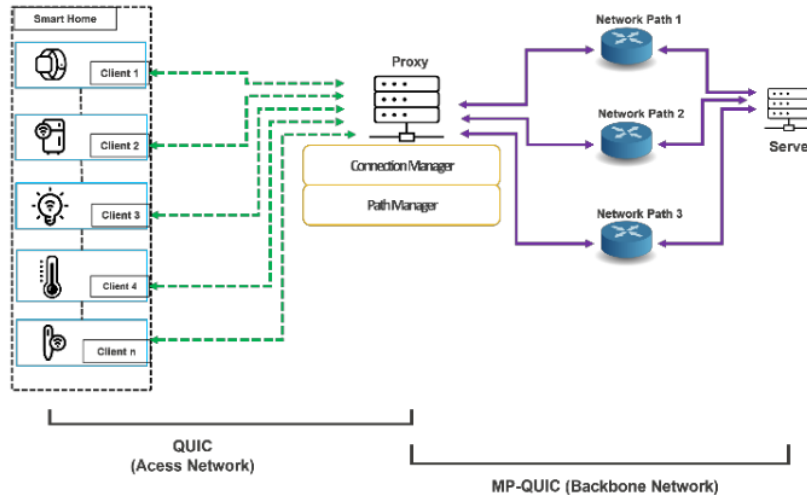 Smart Home
Client 1
Client 2
Client 3
Client 4
Client n
Proxy
Connection Manager
Path Manager
Network Path 1
Network Path 2
Network Path 3
Serve
QUIC
(Acess Network)
MP-QUIC (Backbone Network)